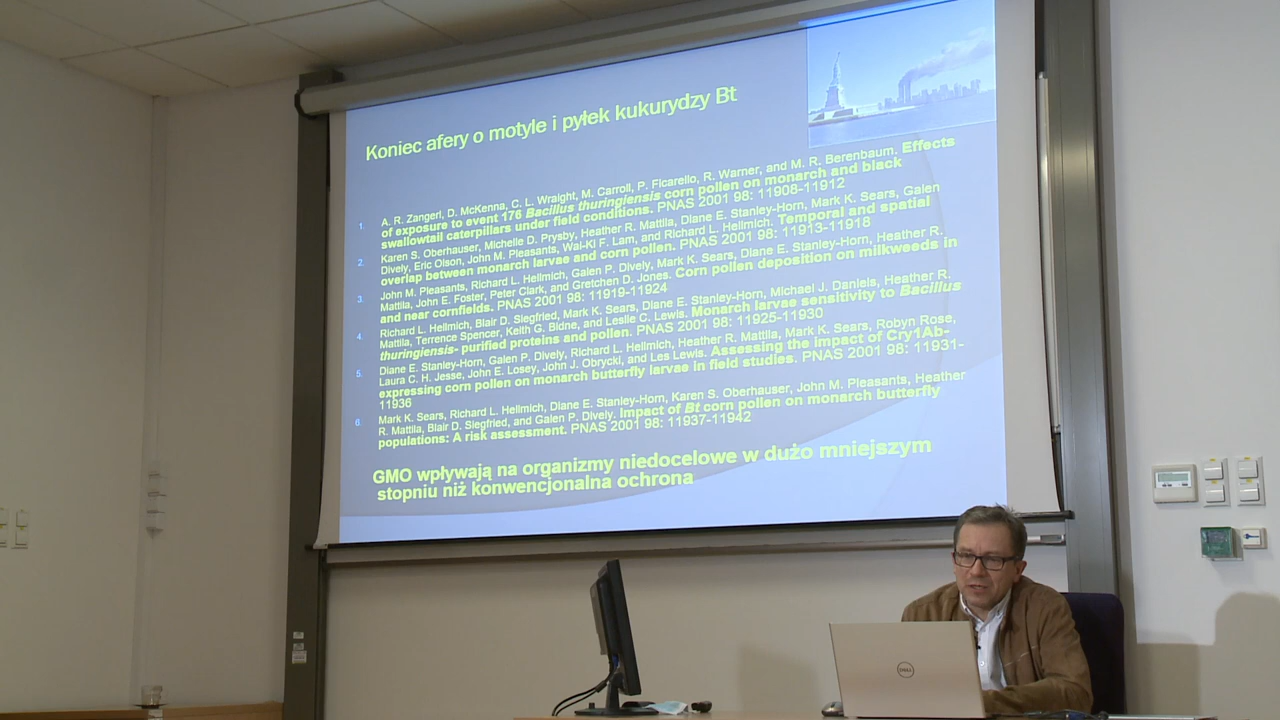 Koniec afery o motyle i pyłek kukurydzy Bt
1. A. R. Zangerl, D. McKenna, C. L. Wraight, M. Carroll, P. Ficarello, R. Warner, and M. R. Berenbaum. Effects
of exposure to event 176 Bacillus thuringiensis corn pollen on monarch and black
swallowtail caterpillars under field conditions. PNAS 2001 98: 11908-11912
2. Karen S. Oberhauser, Michelle D. Prysby, Heather R. Mattila, Diane E. Stanley-Horn, Mark K. Sears, Galen
Dively, Eric Olson, John M. Pleasants, Wai-Ki F. Lam, and Richard L. Hellmich. Temporal and spatial
overlap between monarch larvae and corn pollen. PNAS 2001 98: 11913-11918
3. John M. Pleasants, Richard L. Hellmich, Galen P. Dively, Mark K. Sears, Diane E. Stanley-Horn, Heather R.
Mattila, John E. Foster, Peter Clark, and Gretchen D. Jones. Corn pollen deposition on milkweeds in
and near cornfields. PNAS 2001 98: 11919-11924
4. Richard L. Hellmich, Blair D. Siegfried, Mark K. Sears, Diane E. Stanley-Horn, Michael J. Daniels, Heather R.
Mattila, Terrence Spencer, Keith G. Bidne, and Leslie C. Lewis. Monarch larvae sensitivity to Bacillus
thuringiensis- purified proteins and pollen. PNAS 2001 98: 11925-11930
5. Diane E. Stanley-Horn, Galen P. Dively, Richard L. Hellmich, Heather R. Mattila, Mark K. Sears, Robyn Rose,
Laura C. H. Jesse, John E. Losey, John J. Obrycki, and Les Lewis. Assessing the impact of Cry1Ab-
expressing corn pollen on monarch butterfly larvae in field studies. PNAS 2001 98: 11931-
11936
6. Mark K. Sears, Richard L. Hellmich, Diane E. Stanley-Horn, Karen S. Oberhauser, John M. Pleasants, Heather
R. Mattila, Blair D. Siegfried, and Galen P. Dively. Impact of Bt corn pollen on monarch butterfly
populations: A risk assessment. PNAS 2001 98: 11937-11942
GMO wpływają na organizmy niedocelowe w dużo mniejszym
stopniu niż konwencjonalna ochrona
DELL